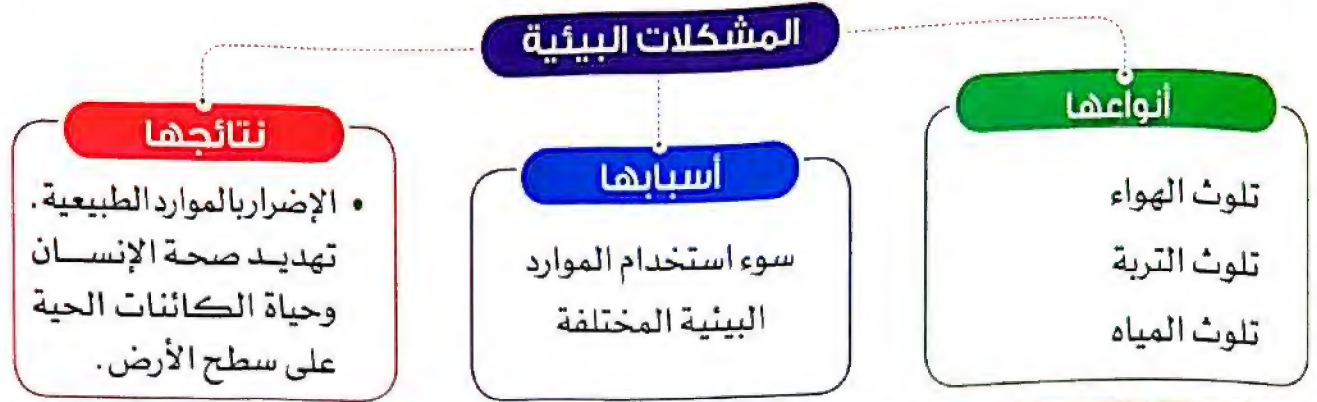 المشكلات البيئية
أنواعها
تلوث الهواء
تلوث التربة
تلوث المياه
أسبابها
سوء استخدام الموارد
البيئية المختلفة
نتائجها
• الإضرار بالموارد الطبيعية.
تهديد صحة الإنسان
وحياة الكائنات الحية
على سطح الأرض.